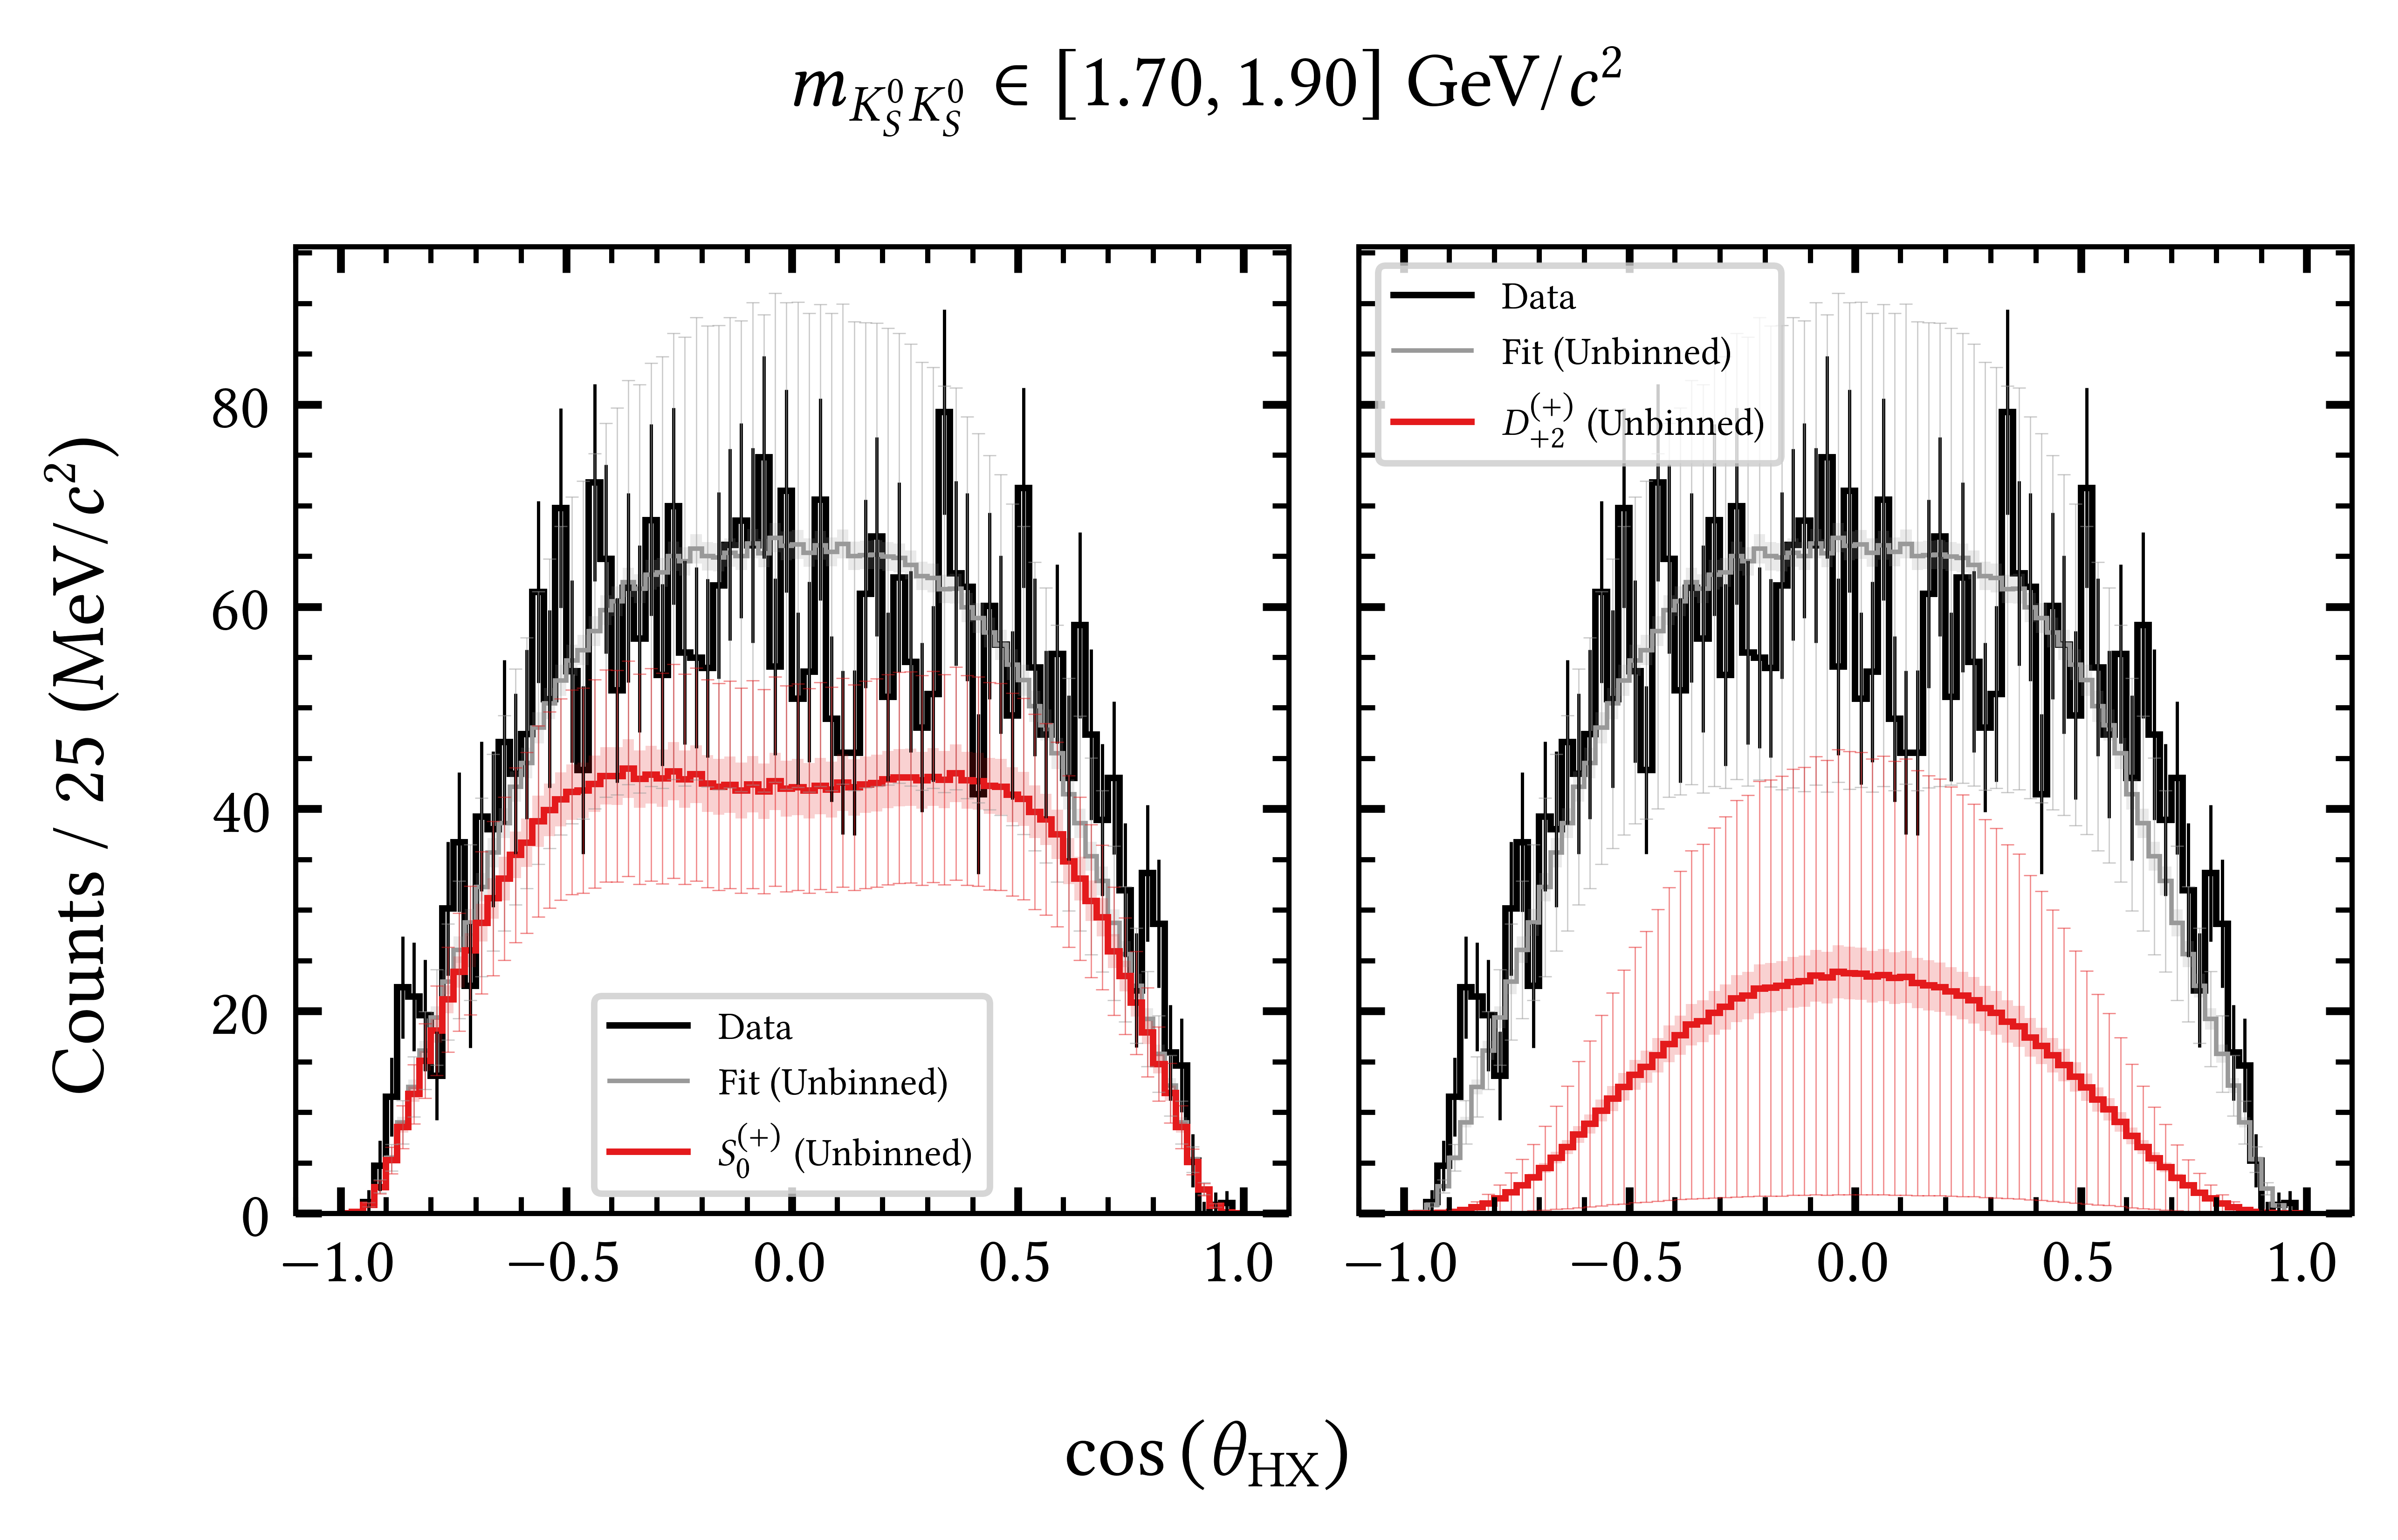 m_{K_S^0 K_S^0} ∈ [1.70, 1.90] GeV/c²
Counts / 25 (MeV/c²)
80
60
40
20
0
Data
Fit (Unbinned)
S_0^{(+)} (Unbinned)
−1.0 −0.5 0.0 0.5 1.0
Data
Fit (Unbinned)
D_{+2}^{(+)} (Unbinned)
−1.0 −0.5 0.0 0.5 1.0
cos (θ_{HX})